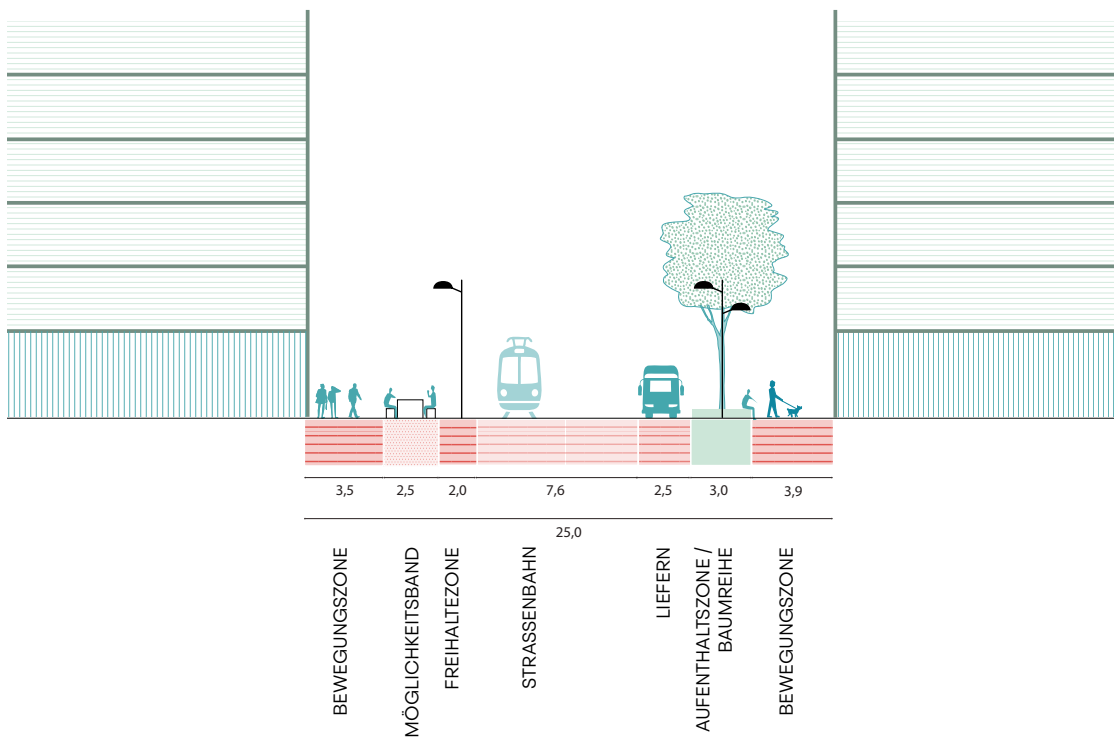 3,5 2,5 2,0 7,6 2,5 3,0 3,9
25,0
BEWEGUNGSZONE
MÖGLICHKEITSBAND
FREIHALTEZONE
STRASSENBAHN
LIEFERN
AUFENTHALTSZONE /
BAUMREIHE
BEWEGUNGSZONE